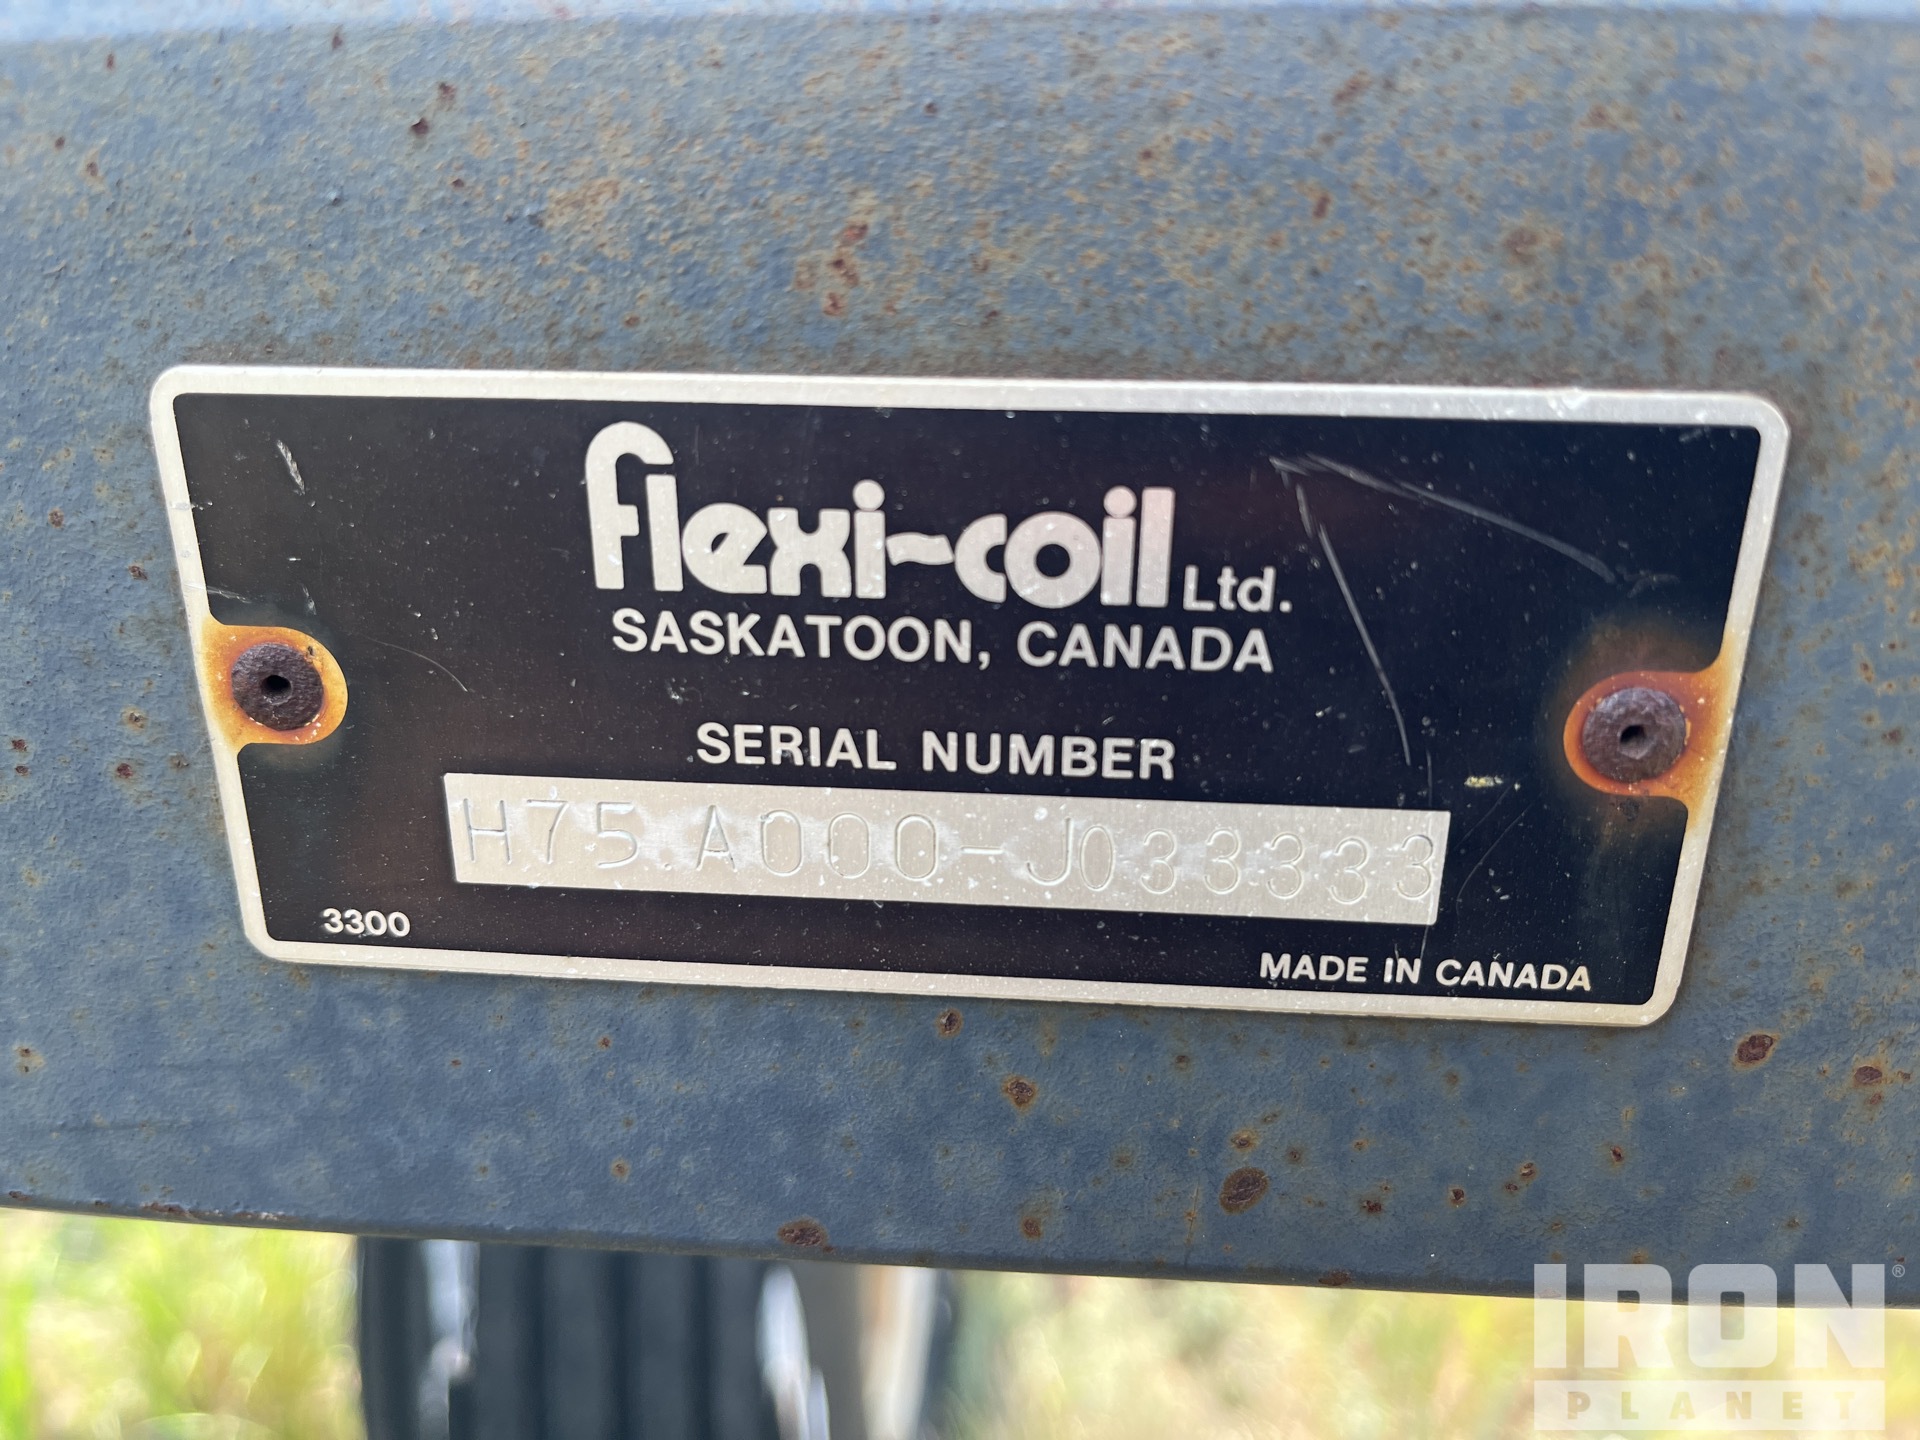 flexi-coil Ltd.
SASKATOON, CANADA
SERIAL NUMBER
H75.A000-J033333
3300
MADE IN CANADA
IRON®
PLANET